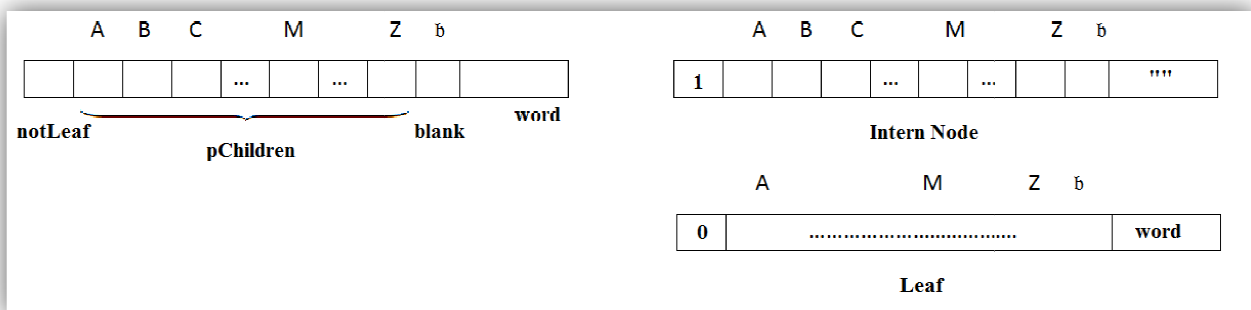 A B C M Z ƀ
... ...
notLeaf pChildren blank word
A B C M Z ƀ
1 ... ... ""
Intern Node
A M Z ƀ
0 ................................. word
Leaf